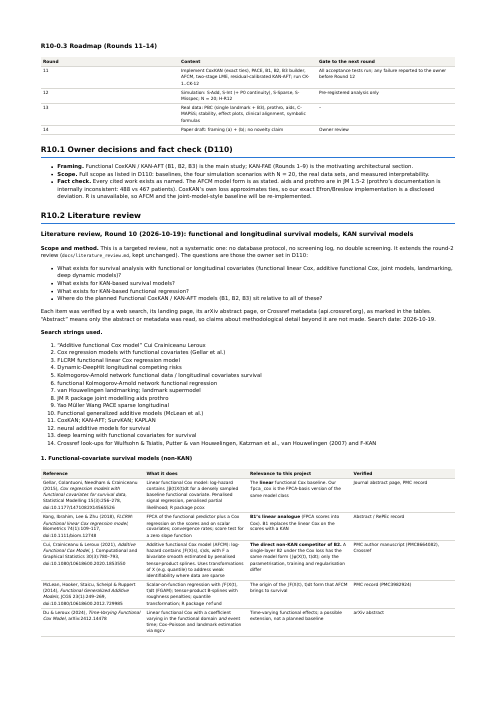 R10-0.3 Roadmap (Rounds 11–14)
Round Content Gate to the next round
11 Implement CoxKAN (exact ties), PACE, B1, B2, B3 builder, All acceptance tests run; any failure reported to the owner
AFCM, two-stage LME, residual-calibrated KAN-AFT; run CK- before Round 12
1..CK-12
12 Simulation: S-Add, S-Int (+ P0 continuity), S-Sparse, S- Pre-registered analysis only
Misspec; N = 20; H-R12
13 Real data: PBC (single landmark + B3), prothro, aids, C- –
MAPSS; stability, effect plots, clinical alignment, symbolic
formulas
14 Paper draft: framing (a) + (b); no novelty claim Owner review
R10.1 Owner decisions and fact check (D110)
• Framing. Functional CoxKAN / KAN-AFT (B1, B2, B3) is the main study; KAN-FAE (Rounds 1–9) is the motivating architectural section.
• Scope. Full scope as listed in D110: baselines, the four simulation scenarios with N = 20, the real data sets, and measured interpretability.
• Fact check. Every cited work exists as named. The AFCM model form is as stated. aids and prothro are in JM 1.5-2 (prothro's documentation is
internally inconsistent: 488 vs 467 patients). CoxKAN's own loss approximates ties, so our exact Efron/Breslow implementation is a disclosed
deviation. R is unavailable, so AFCM and the joint-model-style baseline will be re-implemented.
R10.2 Literature review
Literature review, Round 10 (2026-10-19): functional and longitudinal survival models, KAN survival models
Scope and method. This is a targeted review, not a systematic one: no database protocol, no screening log, no double screening. It extends the round-2
review (docs/literature_review.md, kept unchanged). The questions are those the owner set in D110:
• What exists for survival analysis with functional or longitudinal covariates (functional linear Cox, additive functional Cox, joint models, landmarking,
deep dynamic models)?
• What exists for KAN-based survival models?
• What exists for KAN-based functional regression?
• Where do the planned Functional CoxKAN / KAN-AFT models (B1, B2, B3) sit relative to all of these?
Each item was verified by a web search, its landing page, its arXiv abstract page, or Crossref metadata (api.crossref.org), as marked in the tables.
"Abstract" means only the abstract or metadata was read, so claims about methodological detail beyond it are not made. Search date: 2026-10-19.
Search strings used.
1. "Additive functional Cox model" Cui Crainiceanu Leroux
2. Cox regression models with functional covariates (Gellar et al.)
3. FLCRM functional linear Cox regression model
4. Dynamic-DeepHit longitudinal competing risks
5. Kolmogorov-Arnold network functional data / longitudinal covariates survival
6. functional Kolmogorov-Arnold network functional regression
7. van Houwelingen landmarking; landmark supermodel
8. JM R package joint modelling aids prothro
9. Yao Müller Wang PACE sparse longitudinal
10. Functional generalized additive models (McLean et al.)
11. CoxKAN; KAN-AFT; SurvKAN; KAPLAN
12. neural additive models for survival
13. deep learning with functional covariates for survival
14. Crossref look-ups for Wulfsohn & Tsiatis, Putter & van Houwelingen, Katzman et al., van Houwelingen (2007) and F-KAN
1. Functional-covariate survival models (non-KAN)
Reference What it does Relevance to this project Verified
Gellar, Colantuoni, Needham & Crainiceanu Linear functional Cox model: log-hazard The linear functional Cox baseline. Our Journal abstract page, PMC record
(2015), Cox regression models with contains ∫β(t)X(t)dt for a densely sampled fpca_cox is the FPCA-basis version of the
functional covariates for survival data, baseline functional covariate. Penalised same model class
Statistical Modelling 15(3):256–278, signal regression; penalised partial
doi:10.1177/1471082X14565526 likelihood; R package pcox
Kong, Ibrahim, Lee & Zhu (2018), FLCRM: FPCA of the functional predictor plus a Cox B1's linear analogue (FPCA scores into Abstract / RePEc record
Functional linear Cox regression model, regression on the scores and on scalar Cox). B1 replaces the linear Cox on the
Biometrics 74(1):109–117, covariates; convergence rates; score test for scores with a KAN
doi:10.1111/biom.12748 a zero slope function
Cui, Crainiceanu & Leroux (2021), Additive Additive functional Cox model (AFCM): log- The direct non-KAN competitor of B2. A PMC author manuscript (PMC8664082),
Functional Cox Model, J. Computational and hazard contains ∫F{X(s), s}ds, with F a single-layer B2 under the Cox loss has the Crossref
Graphical Statistics 30(3):780–793, bivariate smooth estimated by penalised same model form (∫φ(X(t), t)dt); only the
doi:10.1080/10618600.2020.1853550 tensor-product splines. Uses transformations parametrisation, training and regularisation
of X (e.g. quantile) to address weak differ
identifiability where data are sparse
McLean, Hooker, Staicu, Scheipl & Ruppert Scalar-on-function regression with ∫F{X(t), The origin of the ∫F{X(t), t}dt form that AFCM PMC record (PMC3982924)
(2014), Functional Generalized Additive t}dt (FGAM); tensor-product B-splines with brings to survival
Models, JCGS 23(1):249–269, roughness penalties; quantile
doi:10.1080/10618600.2012.729985 transformation; R package refund
Du & Leroux (2024), Time-Varying Functional Linear functional Cox with a coefficient Time-varying functional effects; a possible arXiv abstract
Cox Model, arXiv:2412.14478 varying in the functional domain and event extension, not a planned baseline
time; Cox-Poisson and landmark estimation
via mgcv